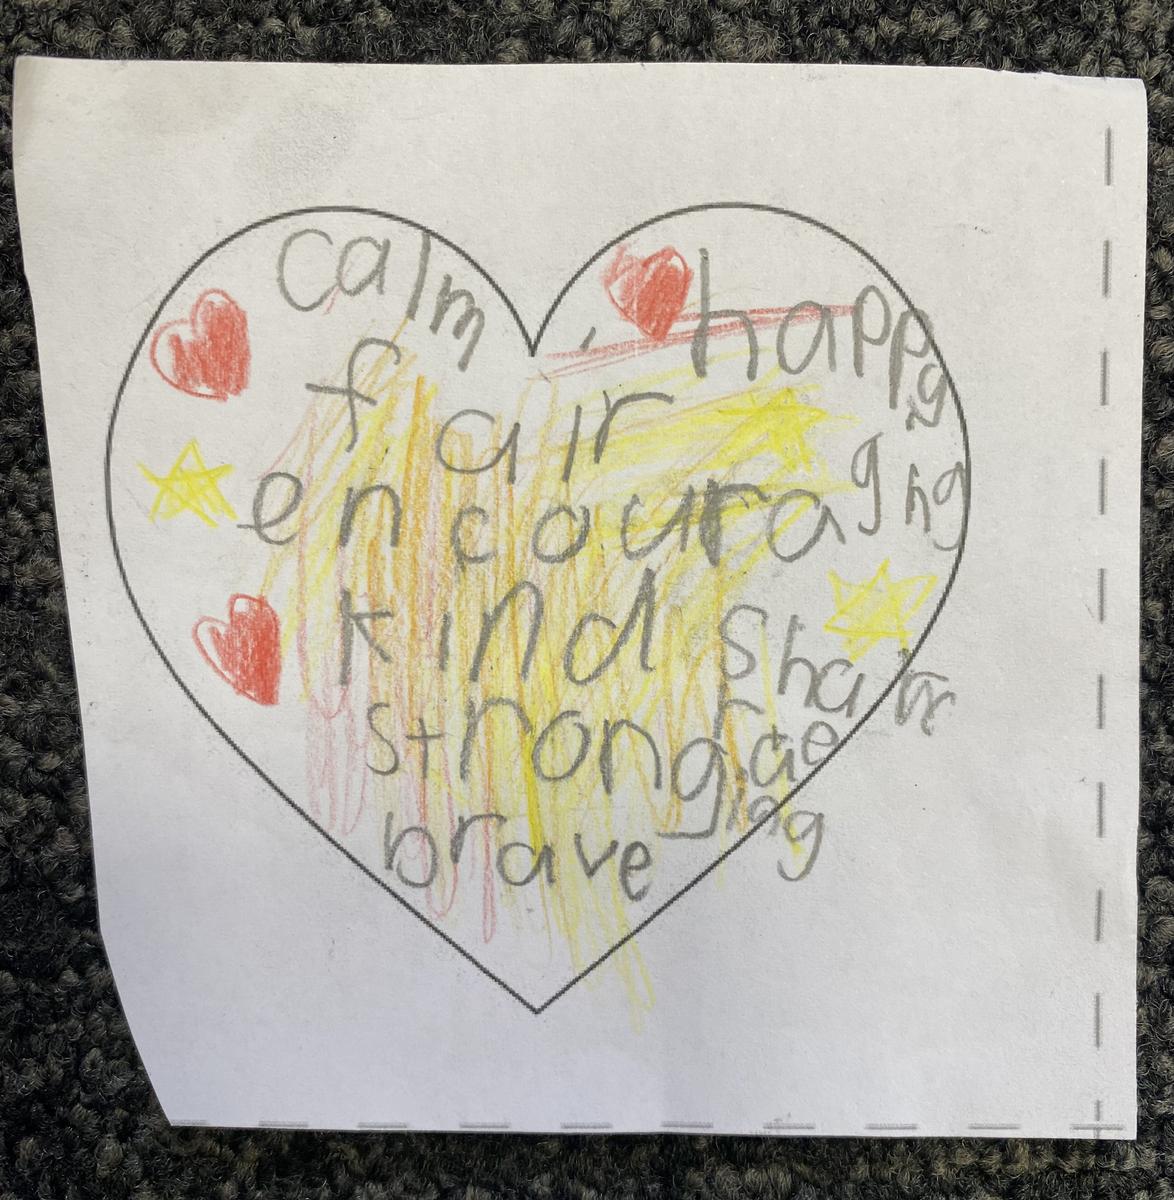 calm happy
fair
encouraging
kind
strong
brave